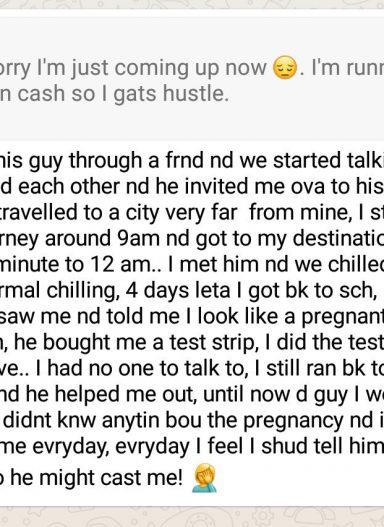 orry I'm just coming up now 😔. I'm runn
n cash so I gats hustle.
his guy through a frnd nd we started talki
d each other nd he invited me ova to his
travelled to a city very far from mine, I st
rney around 9am nd got to my destinatio
minute to 12 am.. I met him nd we chilled
rmal chilling, 4 days leta I got bk to sch,
saw me nd told me I look like a pregnant
n, he bought me a test strip, I did the test
ve.. I had no one to talk to, I still ran bk to
nd he helped me out, until now d guy I we
didnt knw anytin bou the pregnancy nd i
me evryday, evryday I feel I shud tell him
o he might cast me! 🤦